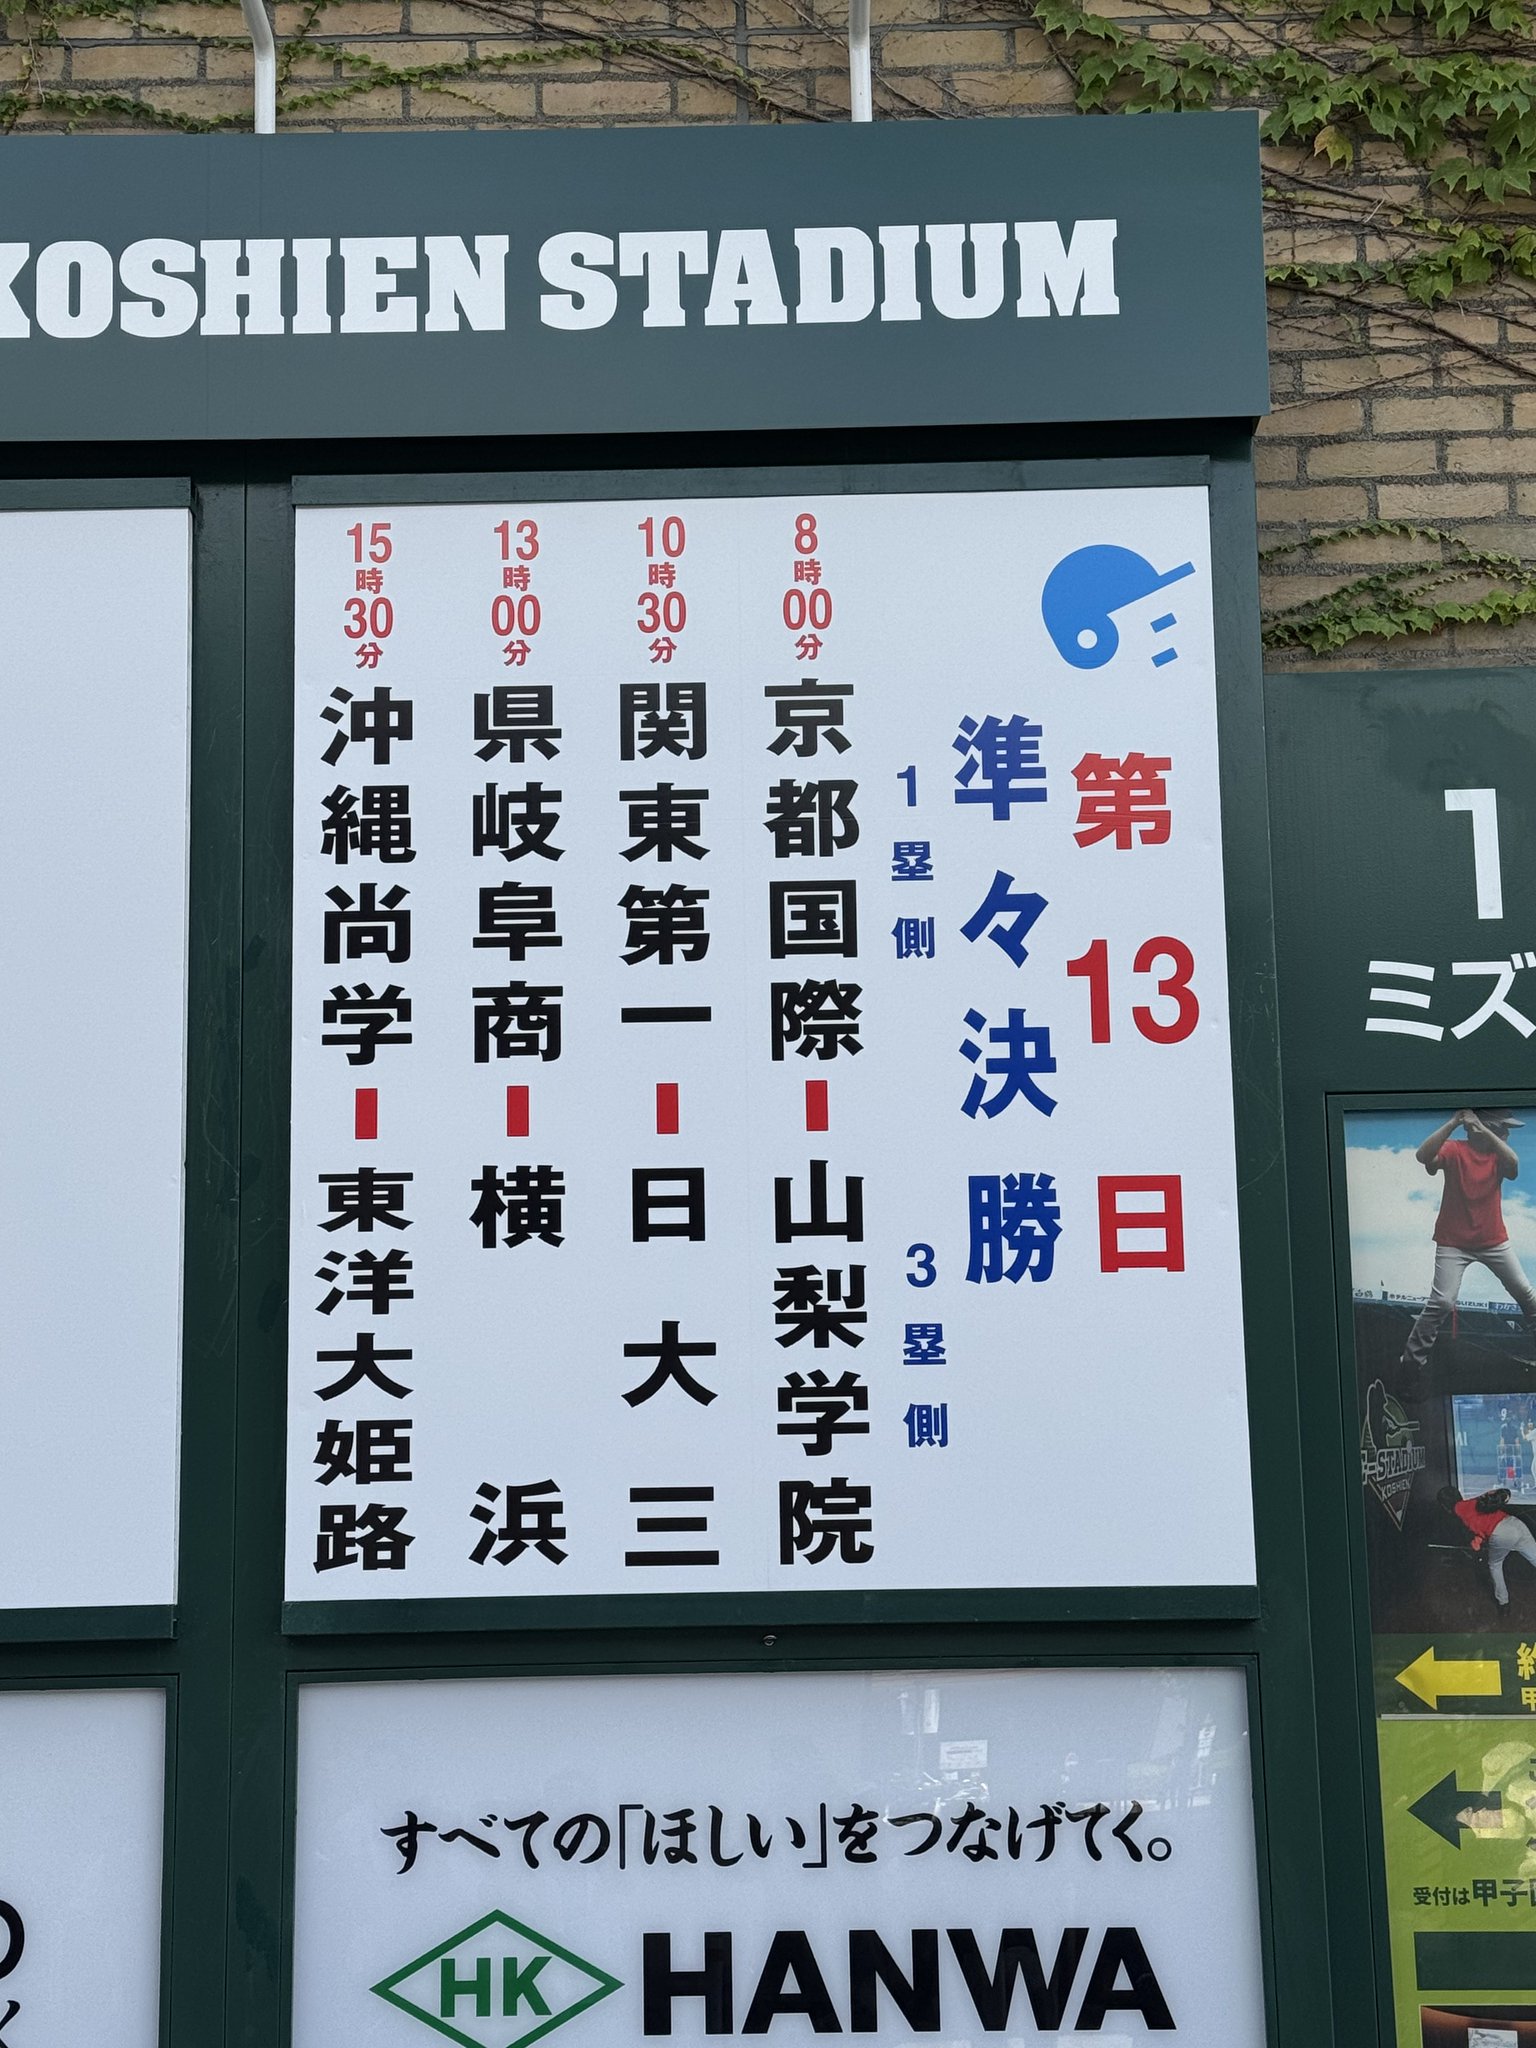 KOSHIEN STADIUM
第13日
準々決勝
1塁側 3塁側
8時00分 京都国際-山梨学院
10時30分 関東第一-日大三
13時00分 県岐阜商-横浜
15時30分 沖縄尚学-東洋大姫路
すべての「ほしい」をつなげてく。
HK HANWA
1
ミズ
受付は甲子